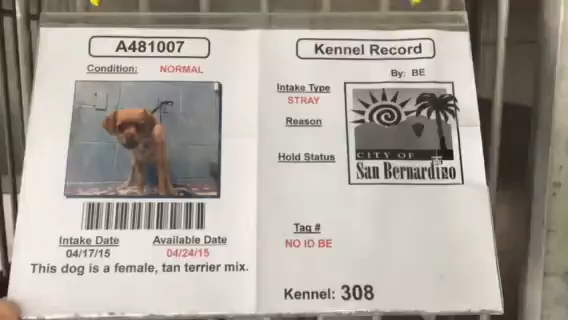 A481007
Condition: NORMAL
Intake Date Available Date
04/17/15 04/24/15
This dog is a female, tan terrier mix.
Kennel Record
By: BE
Intake Type
STRAY
Reason
Hold Status
CITY OF
San Bernardino
Tag #
NO ID BE
Kennel: 308